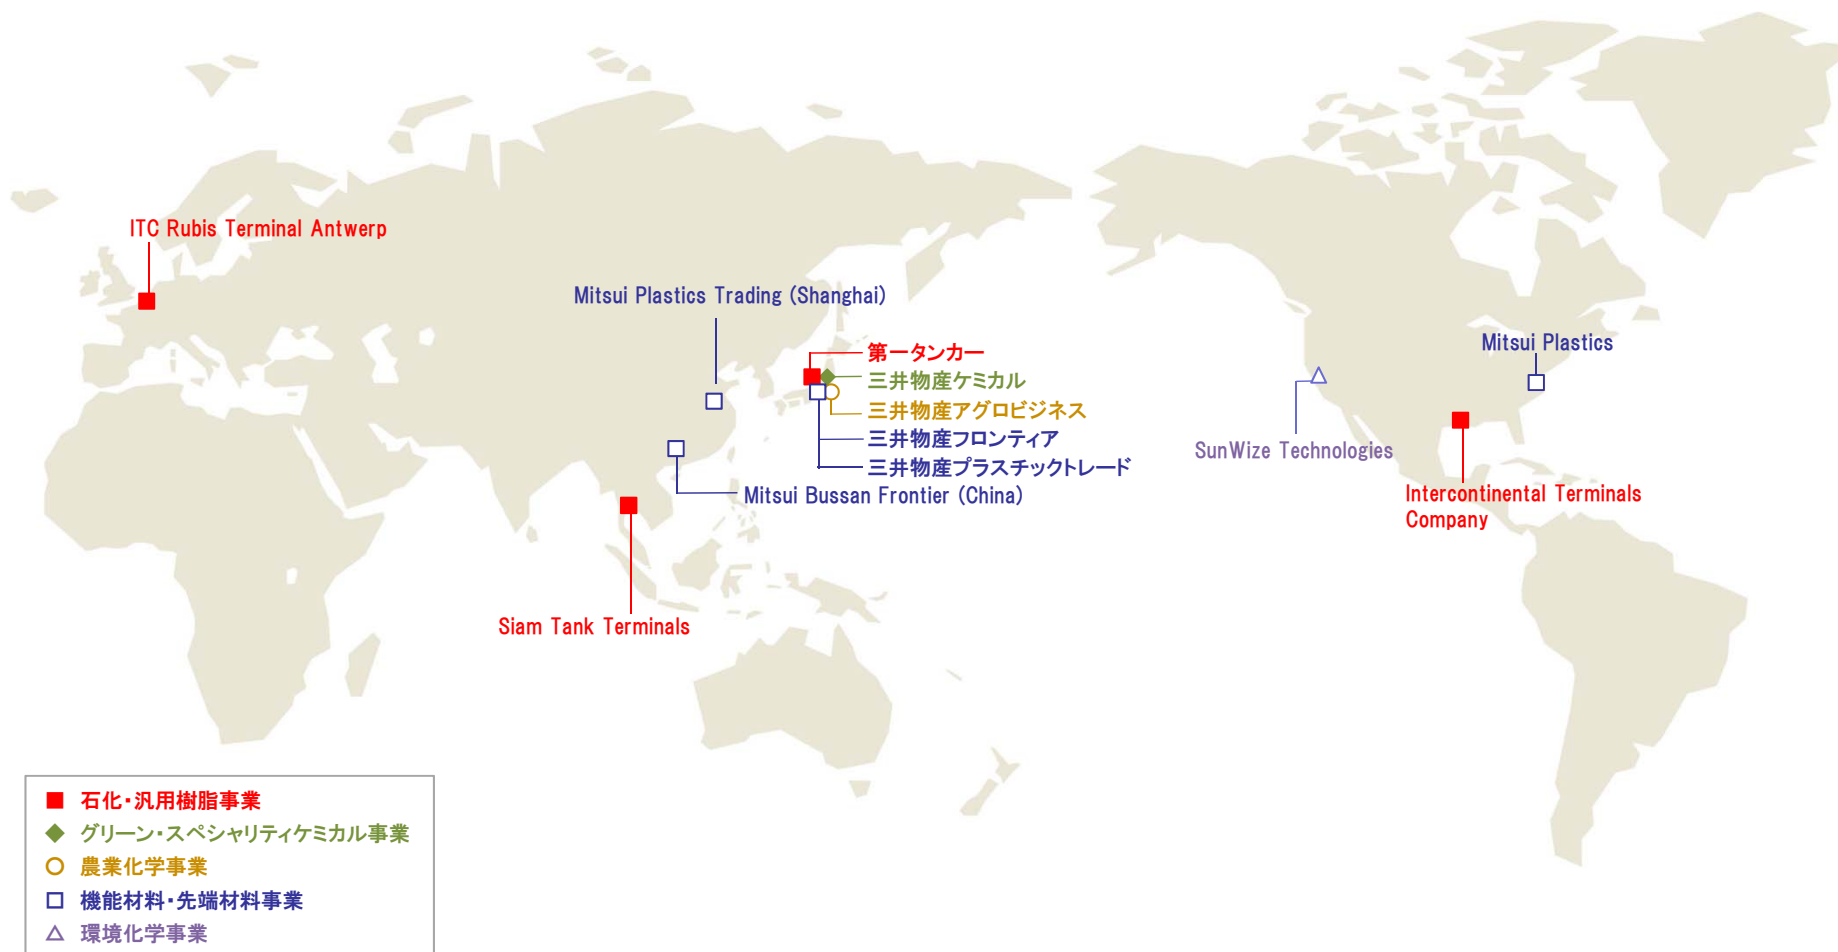 ITC Rubis Terminal Antwerp
Mitsui Plastics Trading (Shanghai)
第一タンカー
三井物産ケミカル
三井物産アグロビジネス
三井物産フロンティア
三井物産プラスチックトレード
Mitsui Bussan Frontier (China)
Siam Tank Terminals
Mitsui Plastics
SunWize Technologies
Intercontinental Terminals
Company
石化・汎用樹脂事業
グリーン・スペシャリティケミカル事業
農業化学事業
機能材料・先端材料事業
環境化学事業